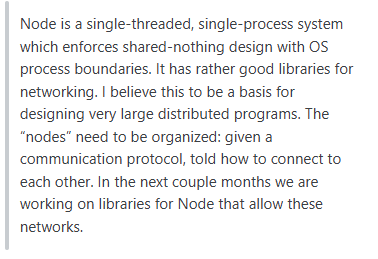 Node is a single-threaded, single-process system
which enforces shared-nothing design with OS
process boundaries. It has rather good libraries for
networking. I believe this to be a basis for
designing very large distributed programs. The
“nodes” need to be organized: given a
communication protocol, told how to connect to
each other. In the next couple months we are
working on libraries for Node that allow these
networks.